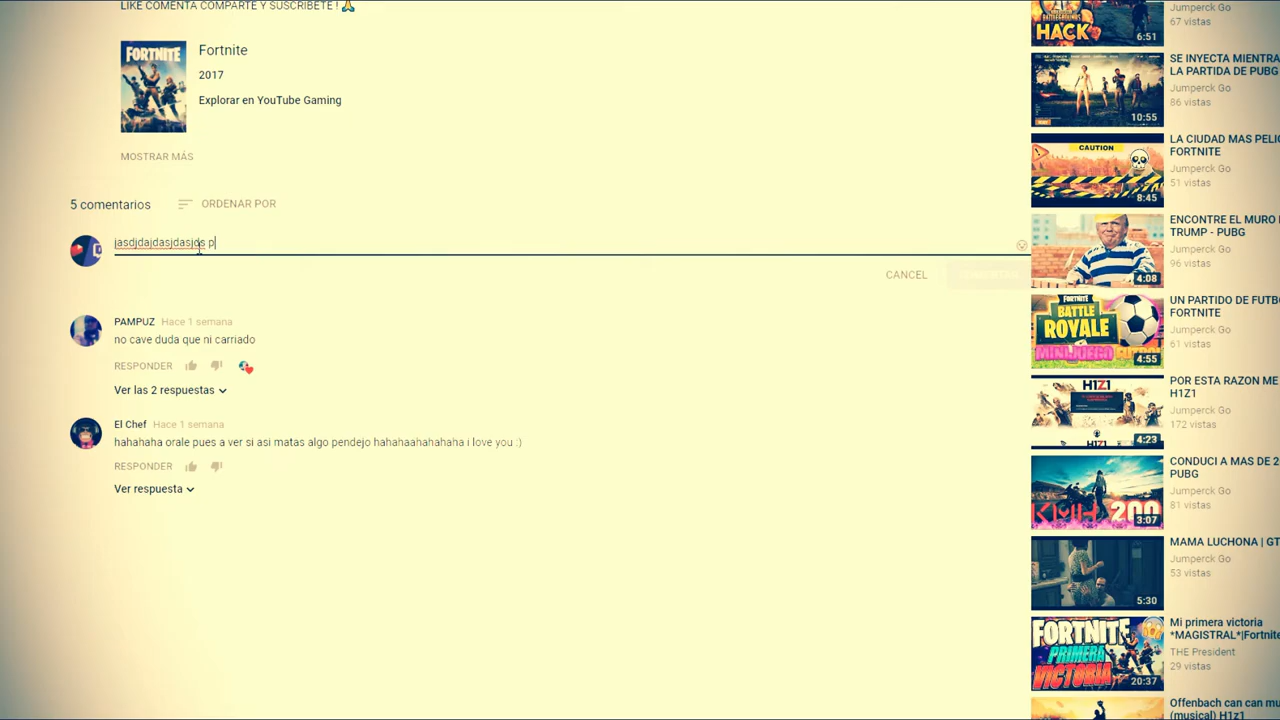 LIKE COMENTA COMPARTE Y SUSCRIBETE ! 🙏
FORTNITE
Fortnite
2017
Explorar en YouTube Gaming
MOSTRAR MÁS
5 comentarios
ORDENAR POR
jasdjdajdasjdasjds p
CANCEL
PAMPUZ Hace 1 semana
no cave duda que ni carriado
RESPONDER
Ver las 2 respuestas
El Chef Hace 1 semana
hahahaha orale pues a ver si asi matas algo pendejo hahahaahahahaha i love you :)
RESPONDER
Ver respuesta
HACK
6:51
Jumperck Go
67 vistas
10:55
SE INYECTA MIENTRA
LA PARTIDA DE PUBG
Jumperck Go
86 vistas
CAUTION
8:45
LA CIUDAD MAS PELIG
FORTNITE
Jumperck Go
51 vistas
4:08
ENCONTRE EL MURO
TRUMP - PUBG
Jumperck Go
96 vistas
FORTNITE
BATTLE
ROYALE
MINIJUEGO FUTBOL
4:55
UN PARTIDO DE FUTBO
FORTNITE
Jumperck Go
61 vistas
H1Z1
H1Z1
4:23
POR ESTA RAZON ME
H1Z1
Jumperck Go
172 vistas
KM/H 200
3:07
CONDUCI A MAS DE 2
PUBG
Jumperck Go
81 vistas
5:30
MAMA LUCHONA | GT
Jumperck Go
53 vistas
FORTNITE
PRIMERA
VICTORIA
20:37
Mi primera victoria
*MAGISTRAL*|Fortnite
THE President
29 vistas
Offenbach can can mu
(musical) H1z1